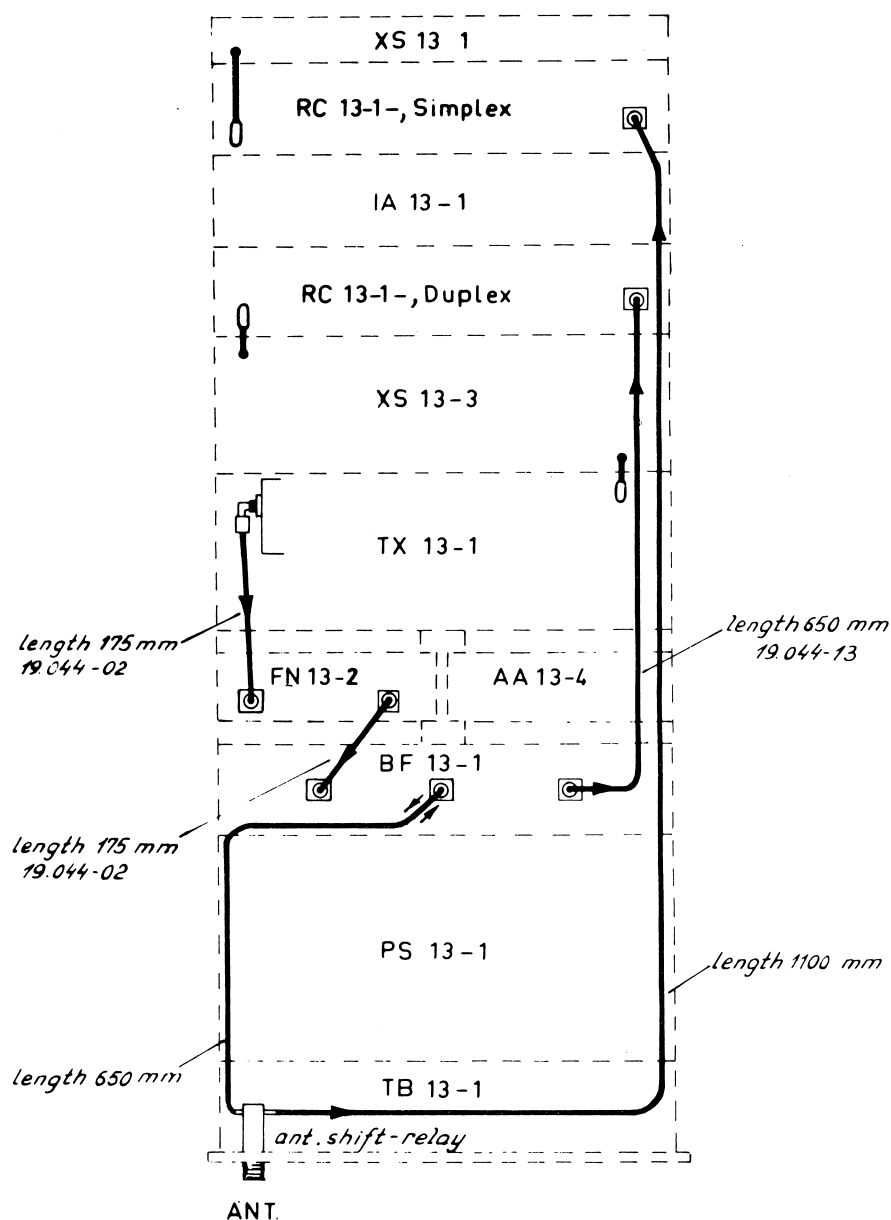 XS 13 1
RC 13-1-, Simplex
IA 13-1
RC 13-1-, Duplex
XS 13-3
TX 13-1
length 175 mm
19.044-02
length 650 mm
19.044-13
FN 13-2
AA 13-4
BF 13-1
length 175 mm
19.044-02
PS 13-1
length 1100 mm
length 650 mm
TB 13-1
ant. shift-relay
ANT.